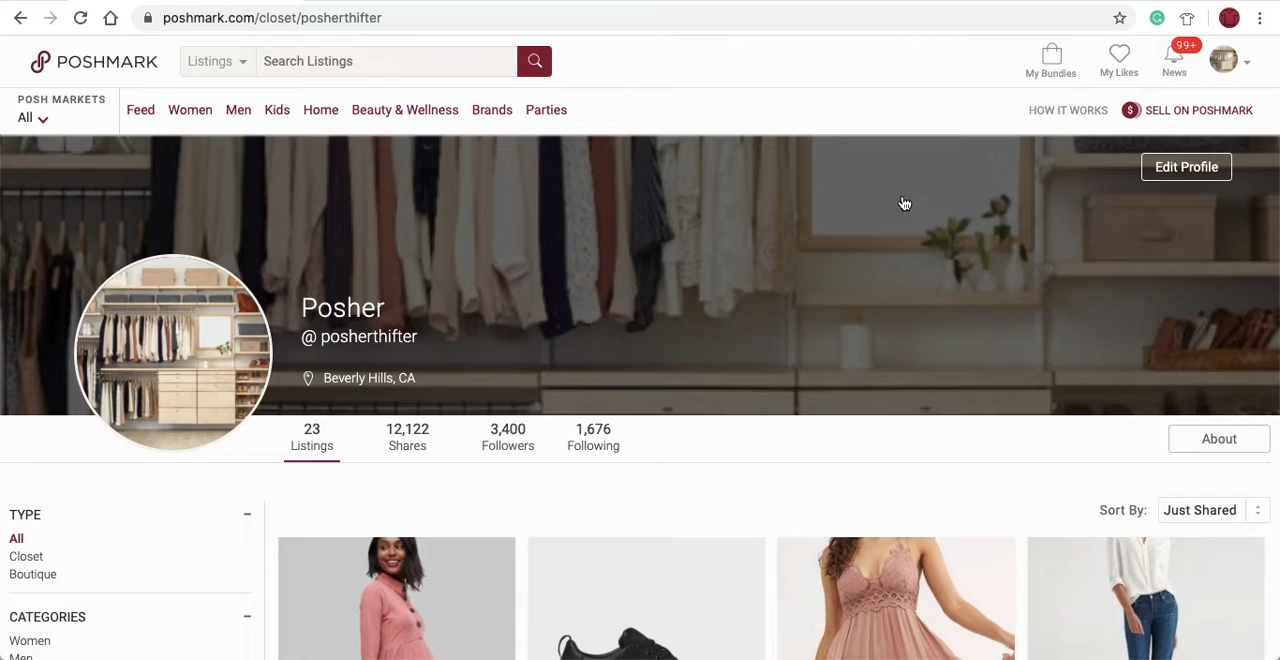 poshmark.com/closet/posherthifter
POSHMARK
Listings
Search Listings
My Bundles
My Likes
99+
News
POSH MARKETS
All
Feed
Women
Men
Kids
Home
Beauty & Wellness
Brands
Parties
HOW IT WORKS
$
SELL ON POSHMARK
Edit Profile
Posher
@ posherthifter
Beverly Hills, CA
23
Listings
12,122
Shares
3,400
Followers
1,676
Following
About
Sort By:
Just Shared
TYPE
All
Closet
Boutique
CATEGORIES
Women
Men